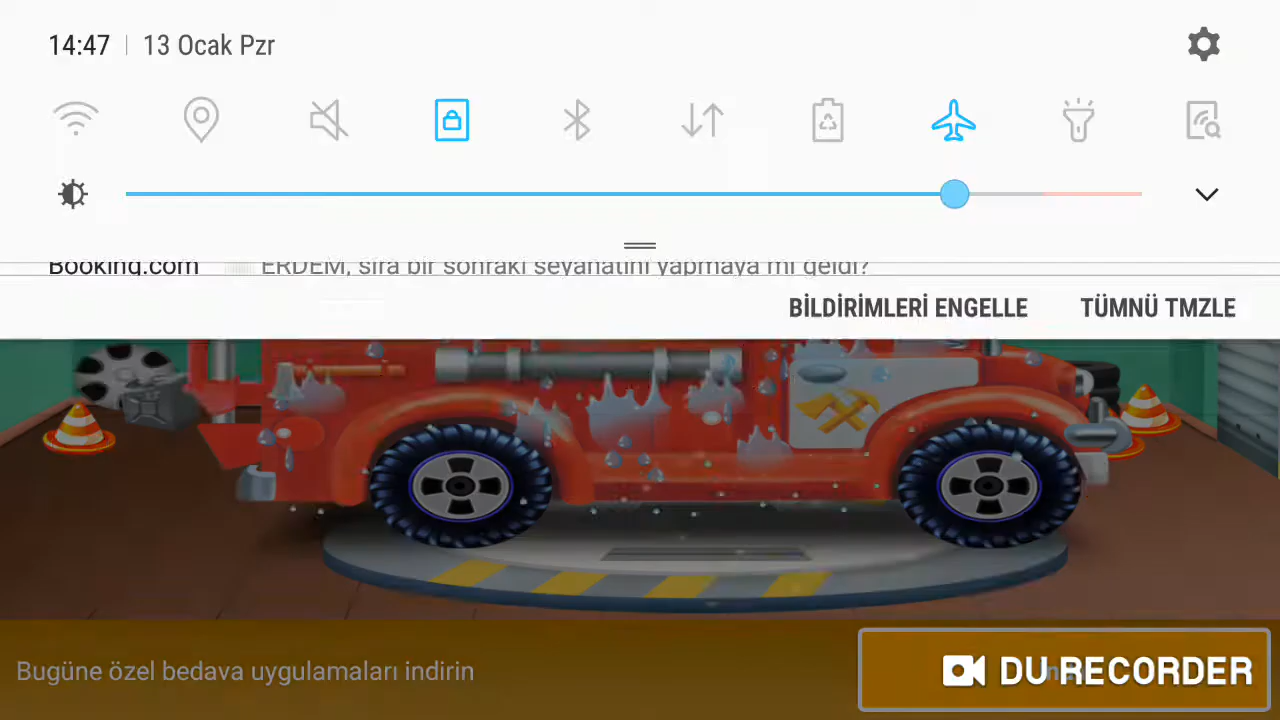 14:47 | 13 Ocak Pzr
Booking.com ERDEM, sıra bir sonraki seyahatini yapmaya mı geldi?
BİLDİRİMLERİ ENGELLE TÜMNÜ TMZLE
Bugüne özel bedava uygulamaları indirin
DU RECORDER